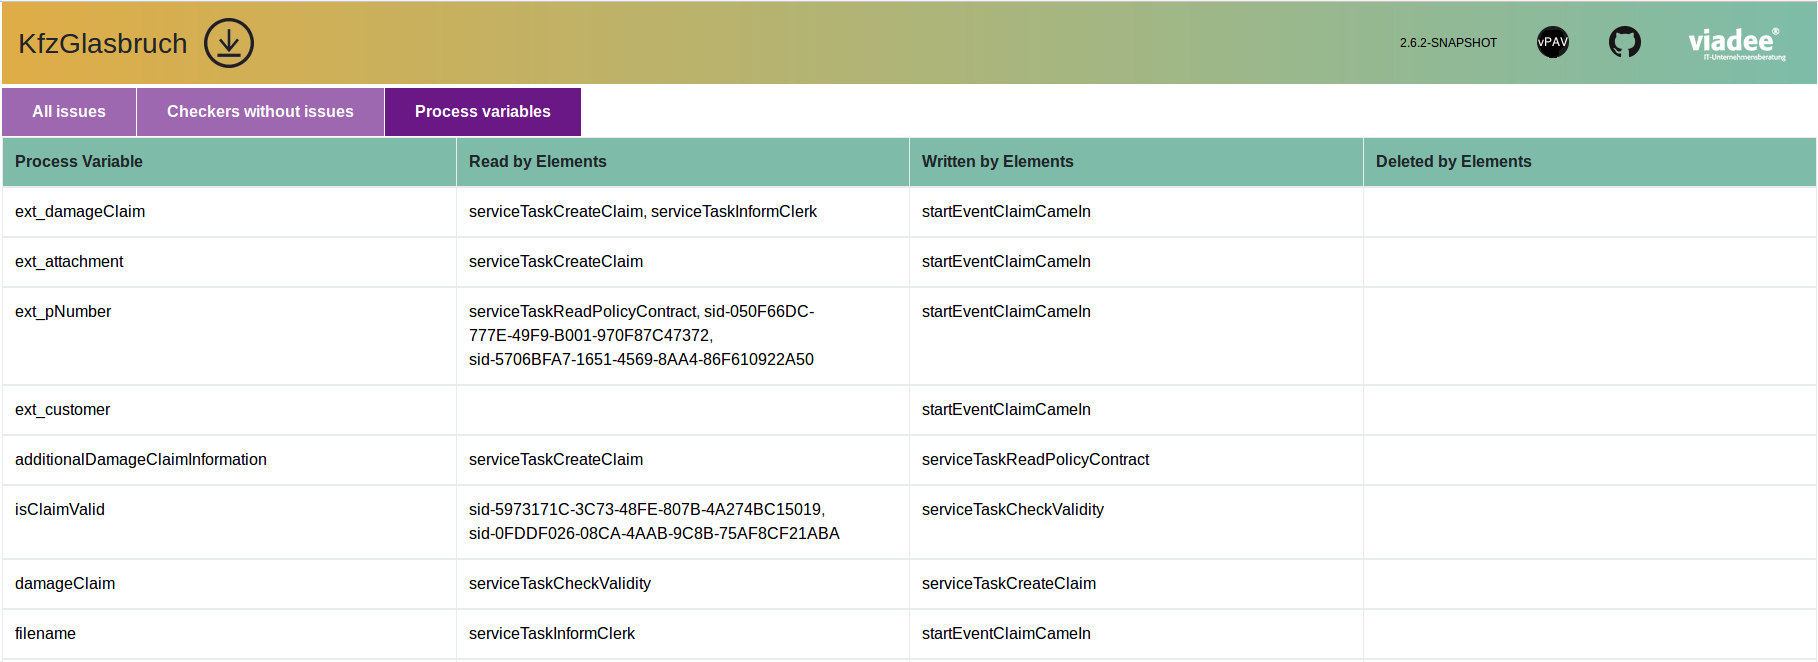 KfzGlasbruch
2.6.2-SNAPSHOT
vPAV
viadee®
IT-Unternehmensberatung
All issues
Checkers without issues
Process variables
Process Variable
Read by Elements
Written by Elements
Deleted by Elements
ext_damageClaim
serviceTaskCreateClaim, serviceTaskInformClerk
startEventClaimCameIn
ext_attachment
serviceTaskCreateClaim
startEventClaimCameIn
ext_pNumber
serviceTaskReadPolicyContract, sid-050F66DC-
777E-49F9-B001-970F87C47372,
sid-5706BFA7-1651-4569-8AA4-86F610922A50
startEventClaimCameIn
ext_customer
startEventClaimCameIn
additionalDamageClaimInformation
serviceTaskCreateClaim
serviceTaskReadPolicyContract
isClaimValid
sid-5973171C-3C73-48FE-807B-4A274BC15019,
sid-0FDDF026-08CA-4AAB-9C8B-75AF8CF21ABA
serviceTaskCheckValidity
damageClaim
serviceTaskCheckValidity
serviceTaskCreateClaim
filename
serviceTaskInformClerk
startEventClaimCameIn